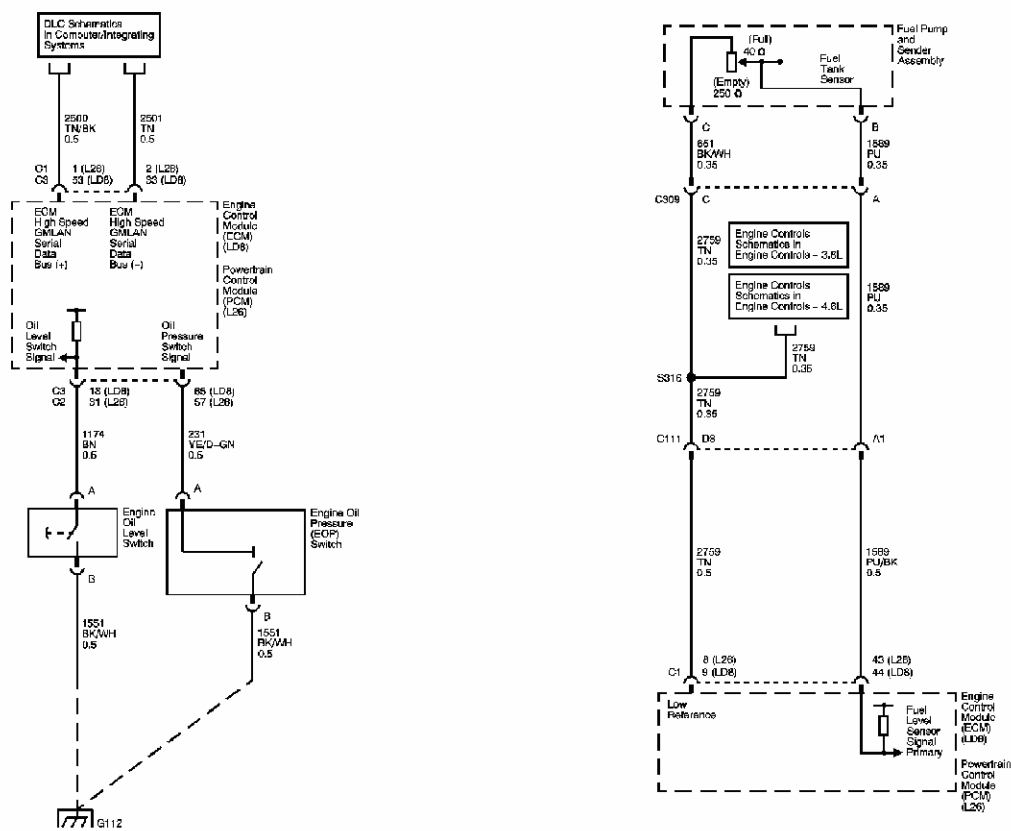 DLC Schematics
in Computer/Integrating
Systems
2500
TN/BK
0.5
2501
TN
0.5
C1 1 (L26) 2 (L26)
C3 53 (LD8) 33 (LD8)
ECM
High Speed
GMLAN
Serial
Data
Bus (+)
ECM
High Speed
GMLAN
Serial
Data
Bus (–)
Engine
Control
Module
(ECM)
(LD8)
Powertrain
Control
Module
(PCM)
(L26)
Oil
Level
Switch
Signal
Oil
Pressure
Switch
Signal
C3 18 (LD8) 65 (LD8)
C2 31 (L26) 57 (L26)
1174
BN
0.5
231
YE/D–GN
0.5
A
A
Engine
Oil
Level
Switch
Engine Oil
Pressure
(EOP)
Switch
B
B
1551
BK/WH
0.5
1551
BK/WH
0.5
G112
Fuel Pump
and
Sender
Assembly
(Full)
40 Ω
Fuel
Tank
Sensor
(Empty)
250 Ω
C
B
651
BK/WH
0.35
1589
PU
0.35
C309 C A
2759
TN
0.35
Engine Controls
Schematics in
Engine Controls – 3.8L
Engine Controls
Schematics in
Engine Controls – 4.6L
1589
PU
0.35
2759
TN
0.35
S316
2759
TN
0.35
C111 D8 A1
2759
TN
0.5
1589
PU/BK
0.5
8 (L26) 43 (L26)
C1 9 (LD8) 44 (LD8)
Low
Reference
Fuel
Level
Sensor
Signal
Primary
Engine
Control
Module
(ECM)
(LD8)
Powertrain
Control
Module
(PCM)
(L26)